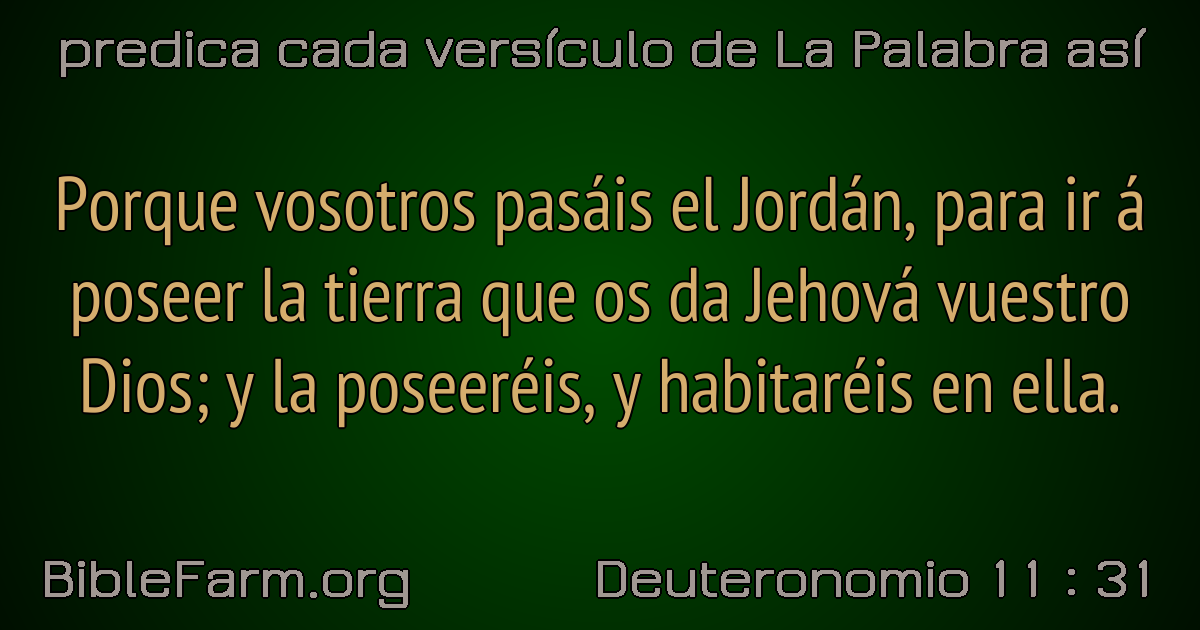 predica cada versículo de La Palabra así
Porque vosotros pasáis el Jordán, para ir á
poseer la tierra que os da Jehová vuestro
Dios; y la poseeréis, y habitaréis en ella.
BibleFarm.org
Deuteronomio 11 : 31